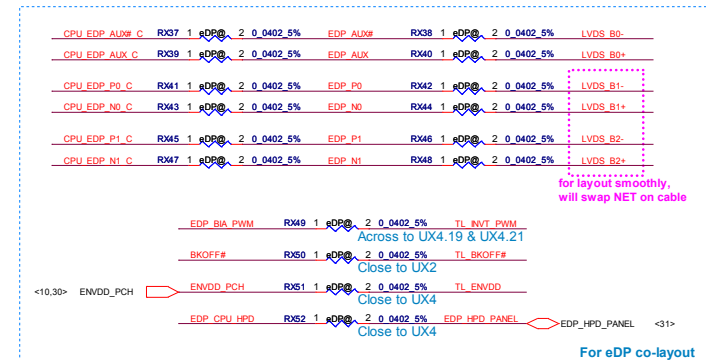 CPU_EDP_AUX#_C RX37 1 eDP@ 2 0_0402_5% EDP_AUX# RX38 1 eDP@ 2 0_0402_5% LVDS_B0-
CPU_EDP_AUX_C RX39 1 eDP@ 2 0_0402_5% EDP_AUX RX40 1 eDP@ 2 0_0402_5% LVDS_B0+
CPU_EDP_P0_C RX41 1 eDP@ 2 0_0402_5% EDP_P0 RX42 1 eDP@ 2 0_0402_5% LVDS_B1-
CPU_EDP_N0_C RX43 1 eDP@ 2 0_0402_5% EDP_N0 RX44 1 eDP@ 2 0_0402_5% LVDS_B1+
CPU_EDP_P1_C RX45 1 eDP@ 2 0_0402_5% EDP_P1 RX46 1 eDP@ 2 0_0402_5% LVDS_B2-
CPU_EDP_N1_C RX47 1 eDP@ 2 0_0402_5% EDP_N1 RX48 1 eDP@ 2 0_0402_5% LVDS_B2+
for layout smoothly,
will swap NET on cable
EDP_BIA_PWM RX49 1 eDP@ 2 0_0402_5% TL_INVT_PWM
Across to UX4.19 & UX4.21
BKOFF# RX50 1 eDP@ 2 0_0402_5% TL_BKOFF#
Close to UX2
<10,30> ENVDD_PCH ENVDD_PCH RX51 1 eDP@ 2 0_0402_5% TL_ENVDD
Close to UX4
EDP_CPU_HPD RX52 1 eDP@ 2 0_0402_5% EDP_HPD_PANEL EDP_HPD_PANEL <31>
Close to UX4
For eDP co-layout